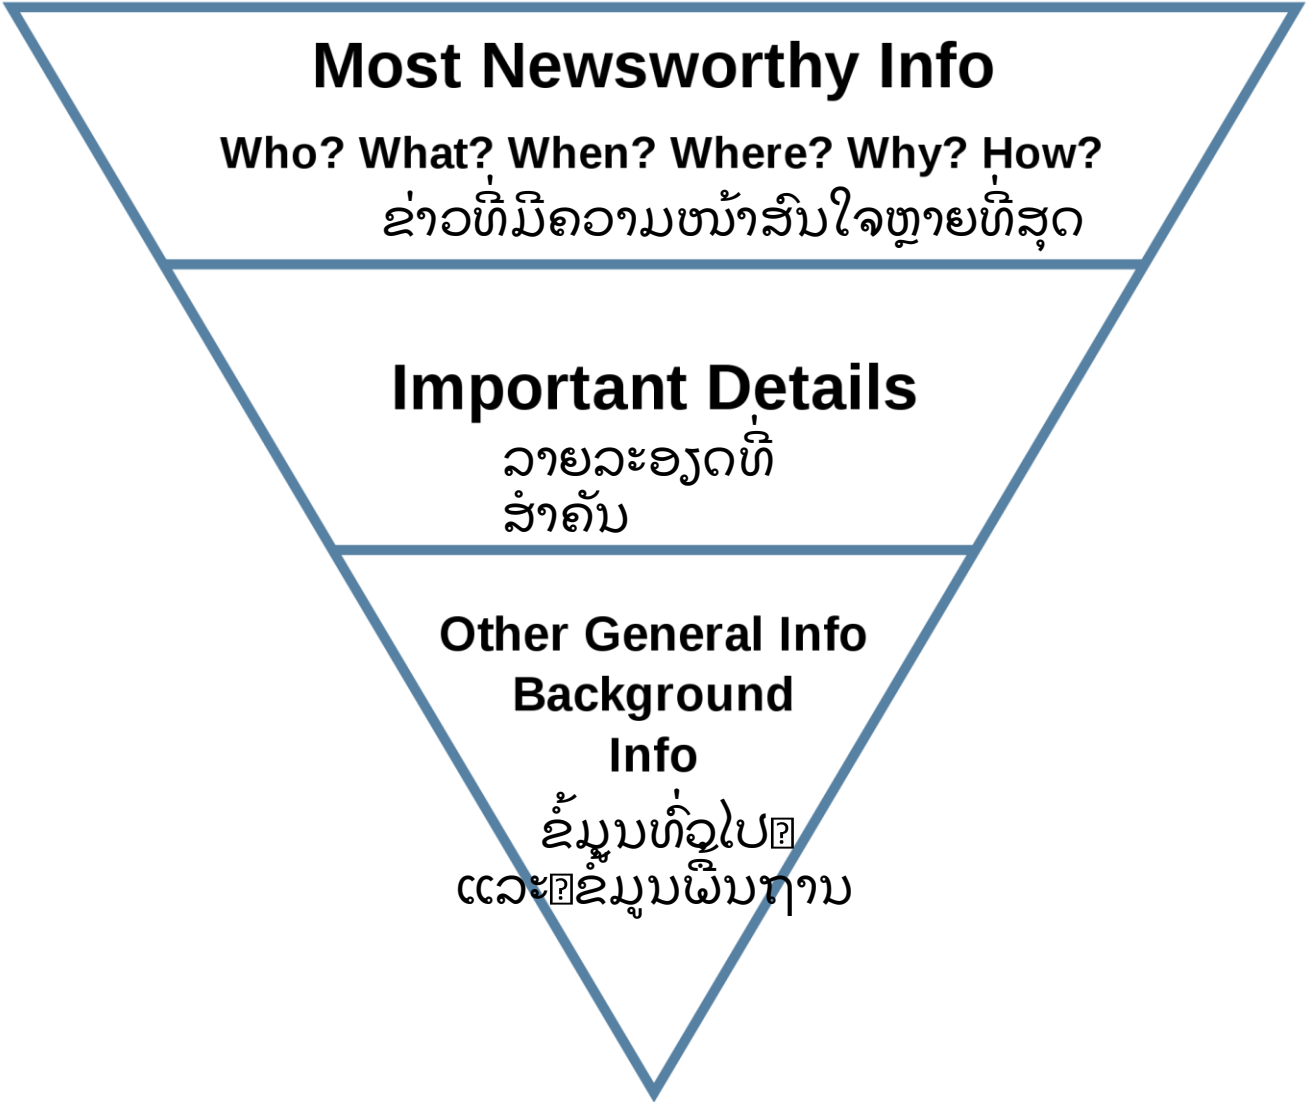 Most Newsworthy Info
Who? What? When? Where? Why? How?
ຂ່າວທີ່ມີຄວາມໜ້າສົນໃຈຫຼາຍທີ່ສຸດ
Important Details
ລາຍລະອຽດທີ່
ສຳຄັນ
Other General Info
Background
Info
ຂໍ້ມູນທົ່ວໄປ
ແລະຂໍ້ມູນພື້ນຖານ